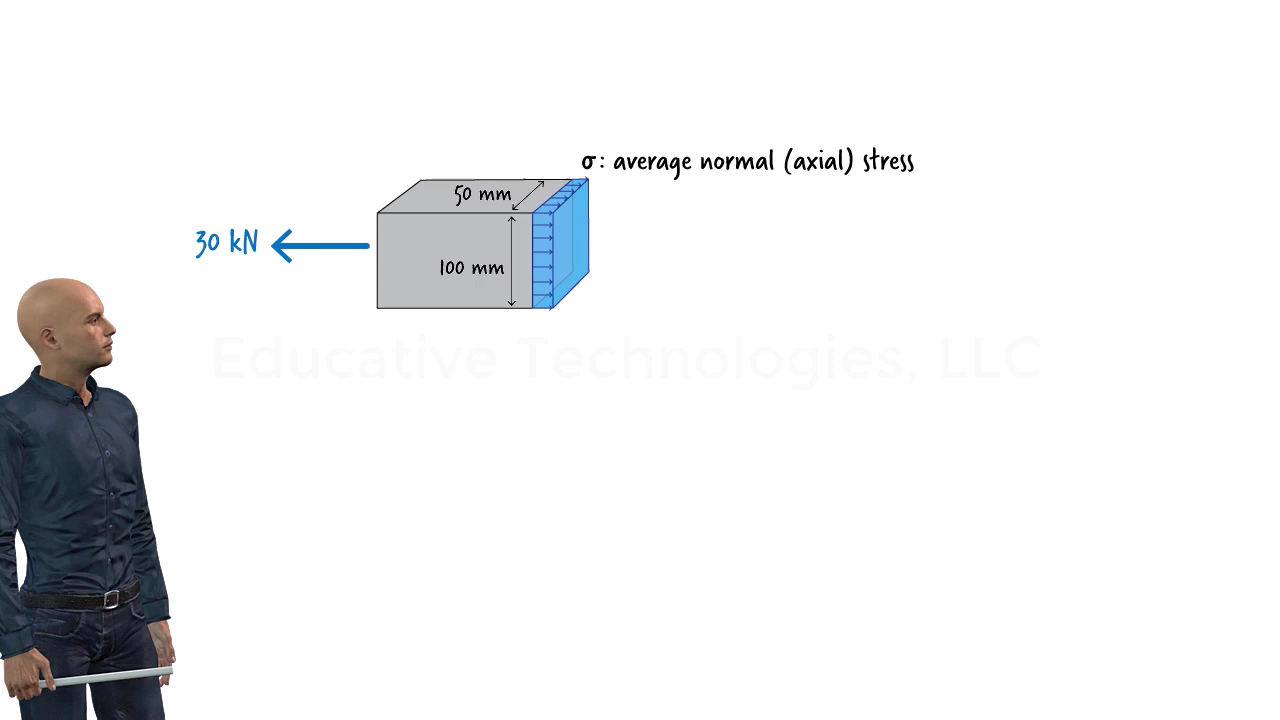 σ: average normal (axial) stress
50 mm
30 kN
100 mm
Educative Technologies, LLC